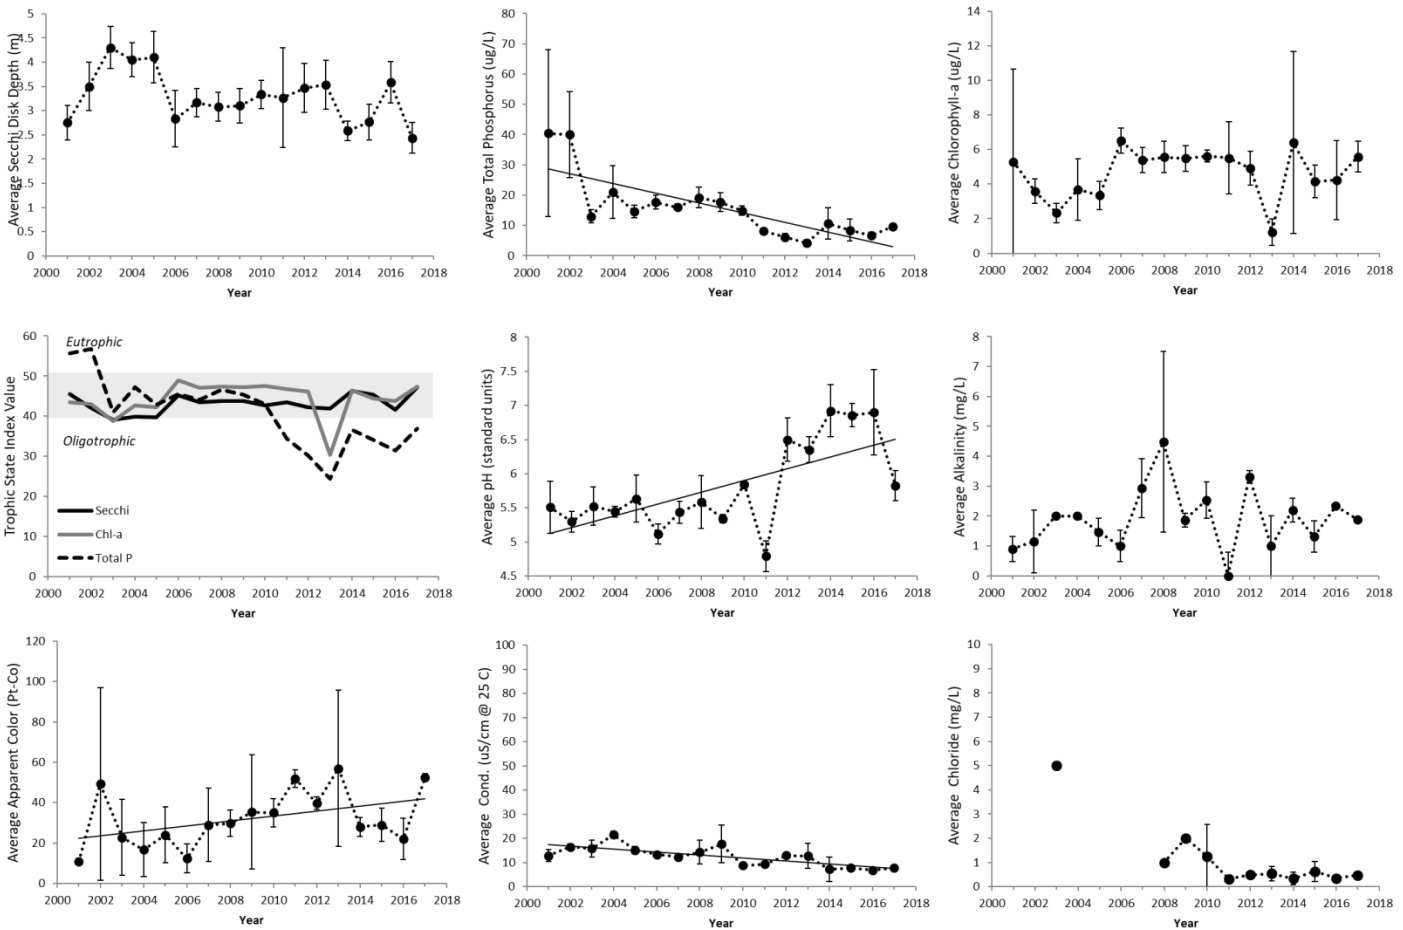 Average Secchi Disk Depth (m)
5
4.5
4
3.5
3
2.5
2
1.5
1
0.5
0
2000 2002 2004 2006 2008 2010 2012 2014 2016 2018
Year
Average Total Phosphorus (ug/L)
80
70
60
50
40
30
20
10
0
2000 2002 2004 2006 2008 2010 2012 2014 2016 2018
Year
Average Chlorophyll-a (ug/L)
14
12
10
8
6
4
2
0
2000 2002 2004 2006 2008 2010 2012 2014 2016 2018
Year
Trophic State Index Value
60
50
40
30
20
10
0
Eutrophic
Oligotrophic
Secchi
Chl-a
Total P
2000 2002 2004 2006 2008 2010 2012 2014 2016 2018
Year
Average pH (standard units)
8
7.5
7
6.5
6
5.5
5
4.5
2000 2002 2004 2006 2008 2010 2012 2014 2016 2018
Year
Average Alkalinity (mg/L)
8
7
6
5
4
3
2
1
0
2000 2002 2004 2006 2008 2010 2012 2014 2016 2018
Year
Average Apparent Color (Pt-Co)
120
100
80
60
40
20
0
2000 2002 2004 2006 2008 2010 2012 2014 2016 2018
Year
Average Cond. (uS/cm @ 25 C)
100
90
80
70
60
50
40
30
20
10
0
2000 2002 2004 2006 2008 2010 2012 2014 2016 2018
Year
Average Chloride (mg/L)
10
9
8
7
6
5
4
3
2
1
0
2000 2002 2004 2006 2008 2010 2012 2014 2016 2018
Year